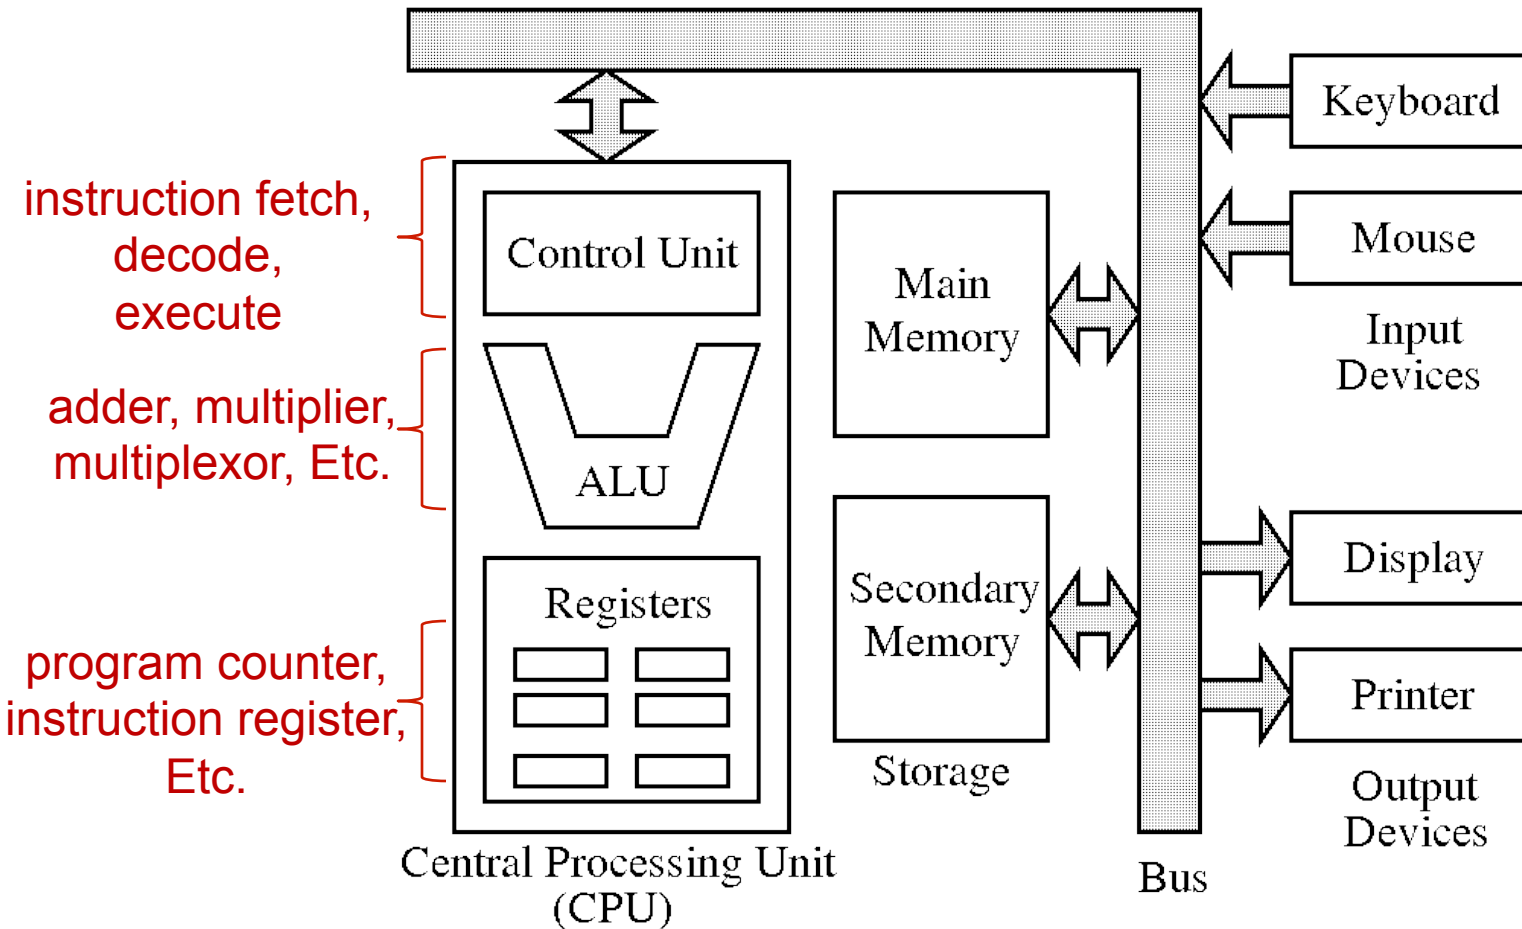 instruction fetch,
decode,
execute
adder, multiplier,
multiplexor, Etc.
program counter,
instruction register,
Etc.
Control Unit
ALU
Registers
Central Processing Unit
(CPU)
Main
Memory
Secondary
Memory
Storage
Bus
Keyboard
Mouse
Input
Devices
Display
Printer
Output
Devices